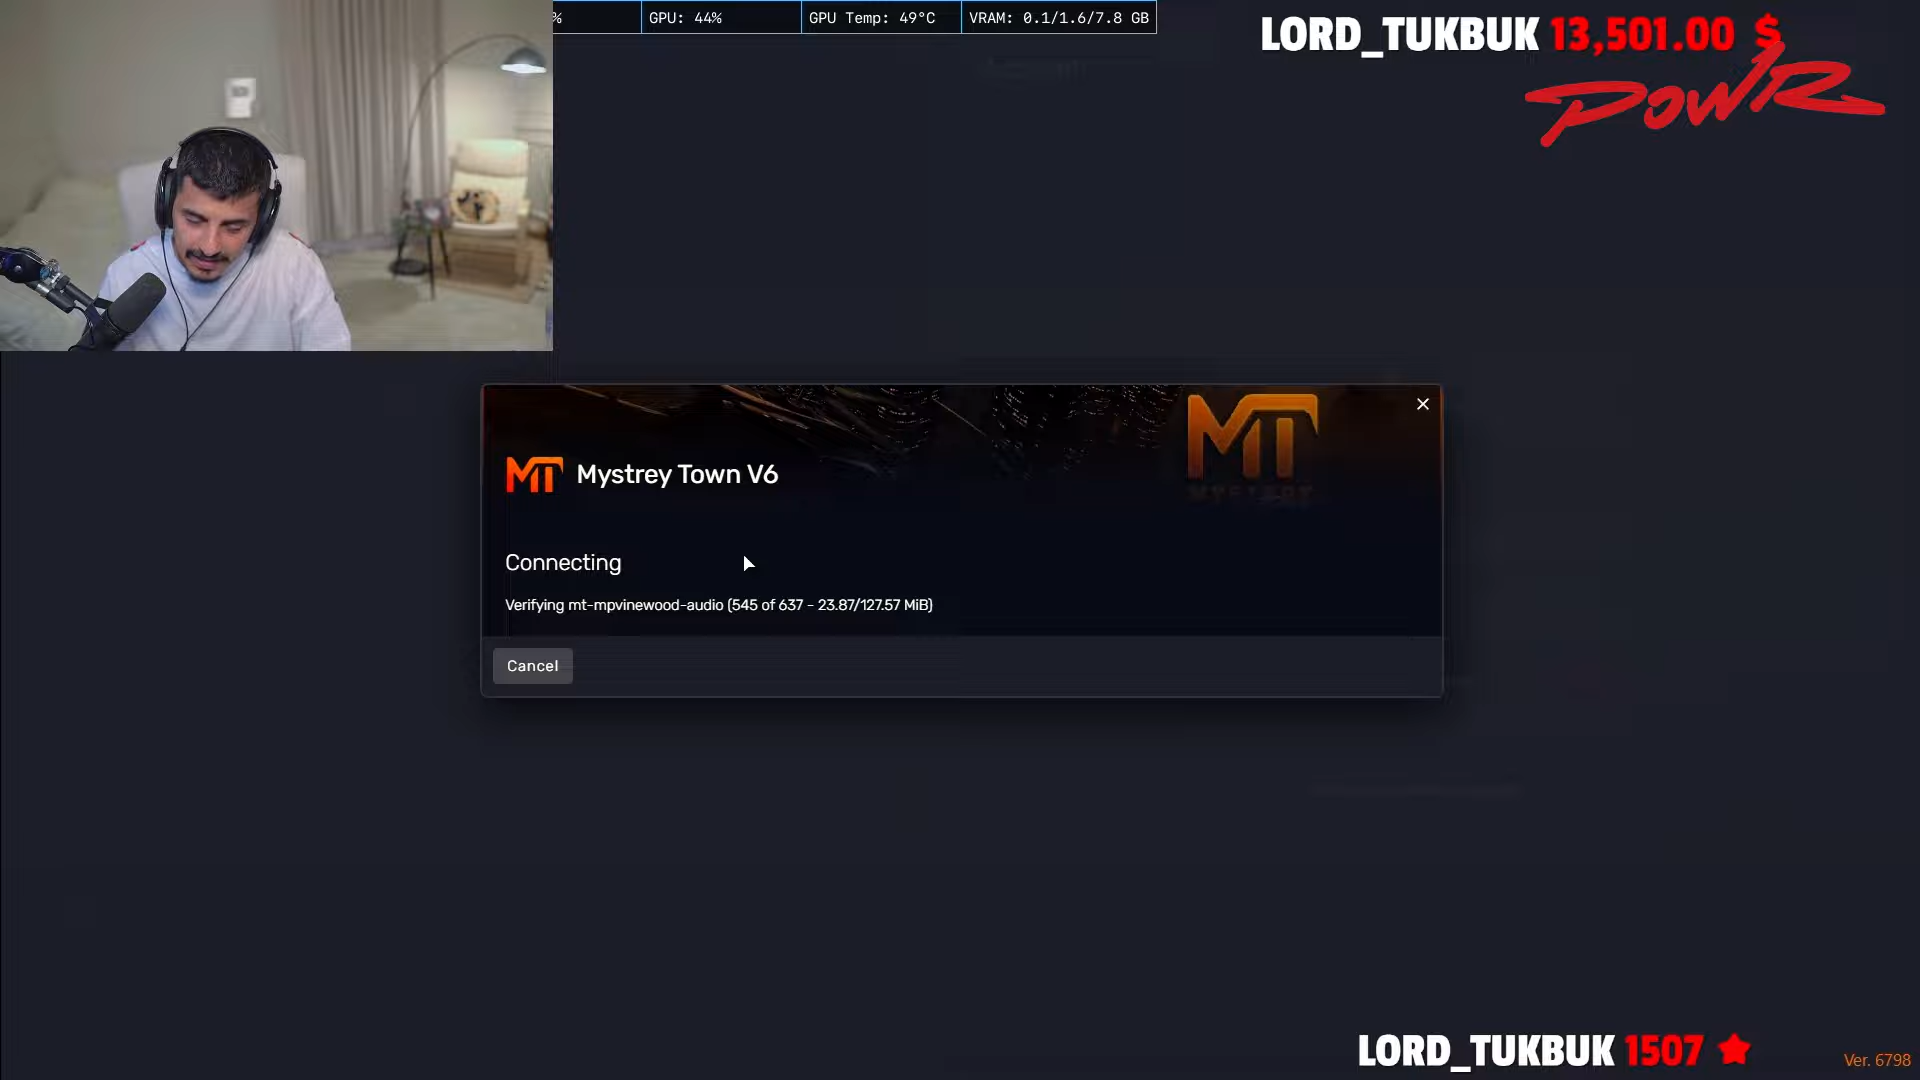 %
GPU: 44%
GPU Temp: 49°C
VRAM: 0.1/1.6/7.8 GB
LORD_TUKBUK 13,501.00 $
POWR
MT
MT
Mystrey Town V6
Connecting
Verifying mt-mpvinewood-audio (545 of 637 - 23.87/127.57 MiB)
Cancel
LORD_TUKBUK 1507
Ver. 6798